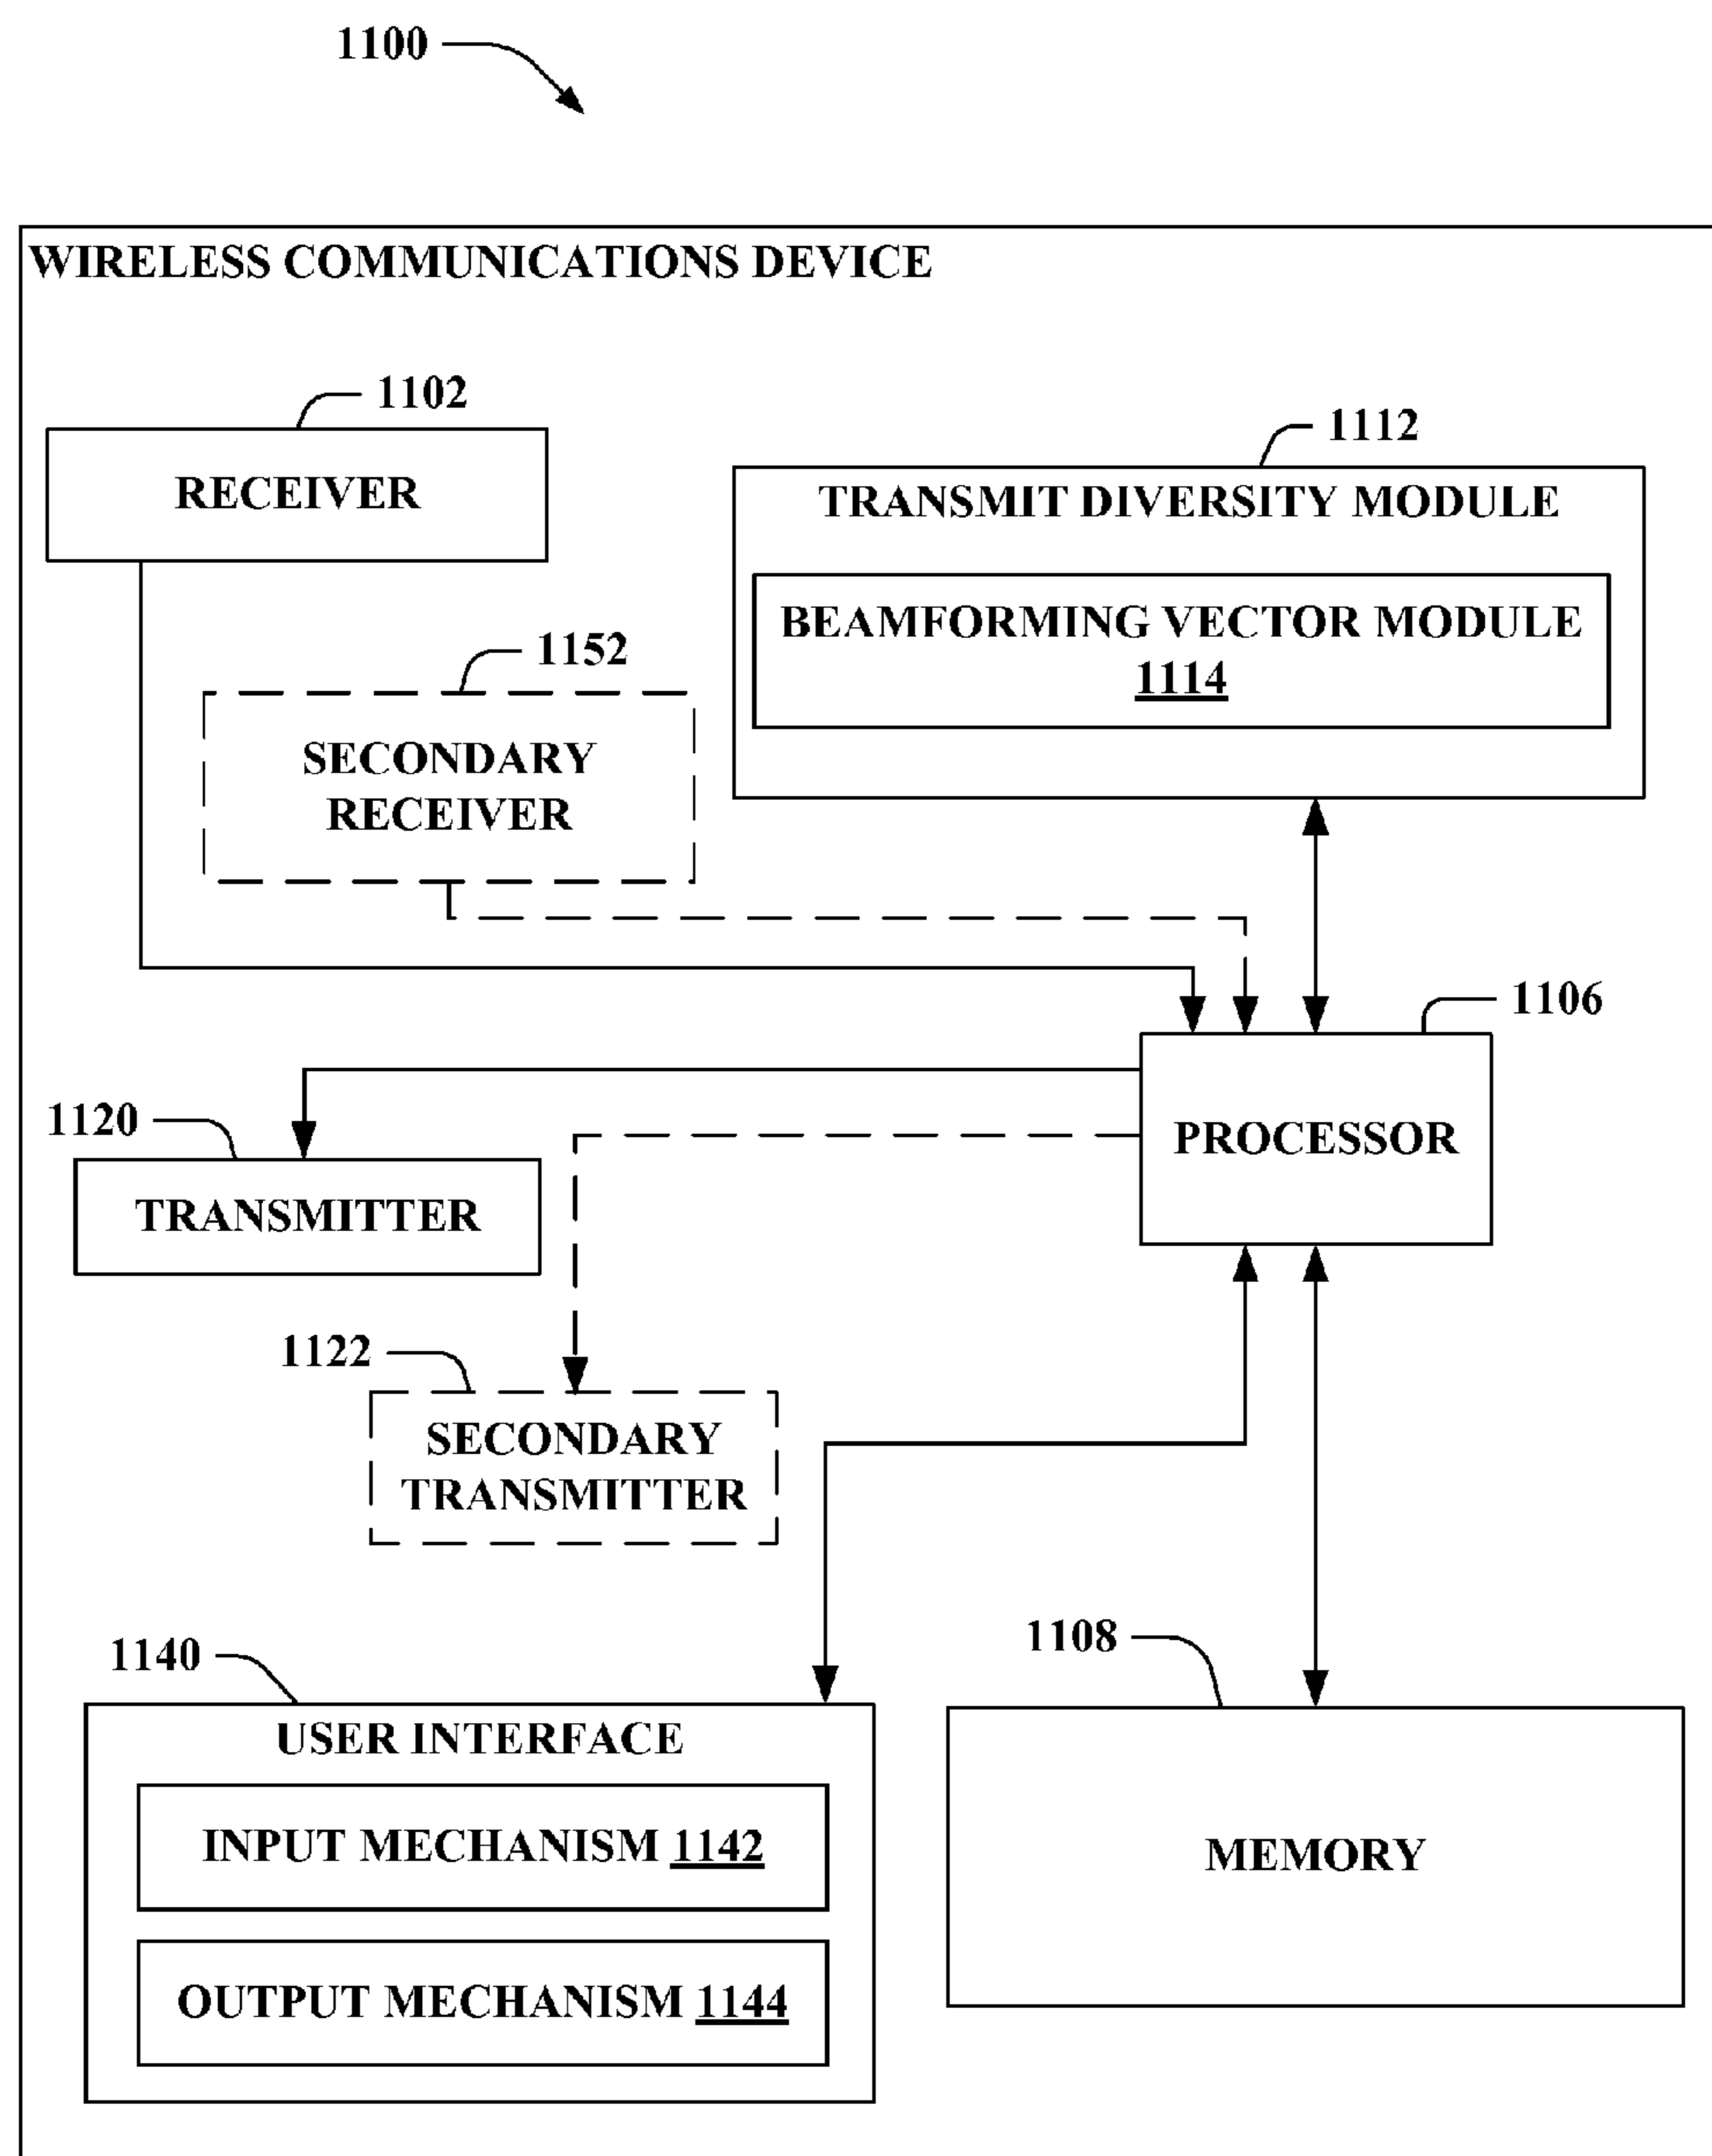 1100
WIRELESS COMMUNICATIONS DEVICE
1102
RECEIVER
1112
TRANSMIT DIVERSITY MODULE
BEAMFORMING VECTOR MODULE
1114
1152
SECONDARY
RECEIVER
1106
PROCESSOR
1120
TRANSMITTER
1122
SECONDARY
TRANSMITTER
1140
USER INTERFACE
INPUT MECHANISM 1142
OUTPUT MECHANISM 1144
1108
MEMORY